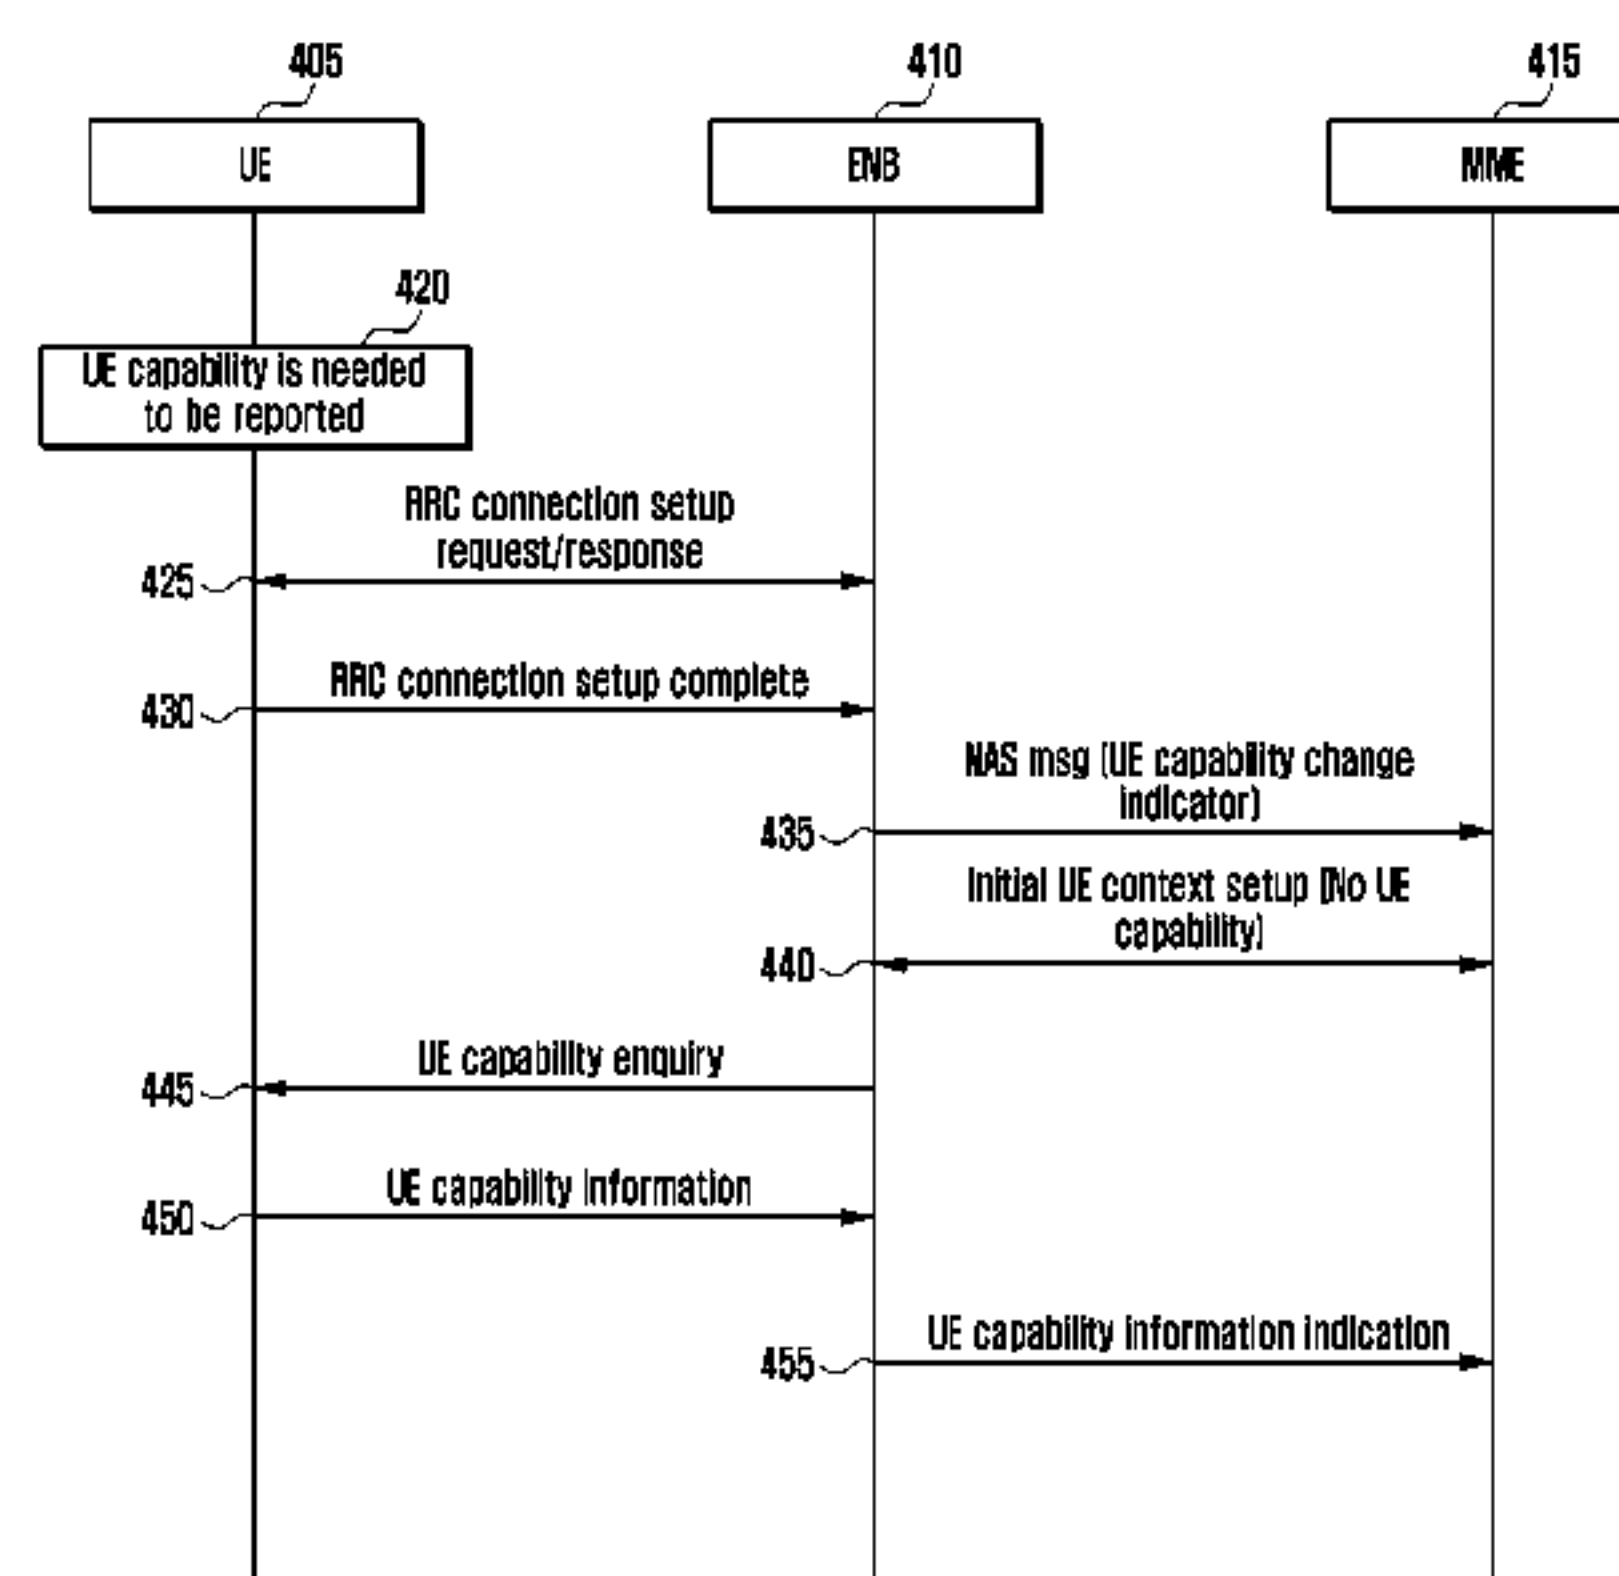 405
410
415
UE
ENB
MME
420
UE capability is needed
to be reported
RRC connection setup
request/response
425
RRC connection setup complete
430
NAS msg (UE capability change
indicator)
435
Initial UE context setup (No UE
capability)
440
UE capability enquiry
445
UE capability information
450
UE capability information indication
455